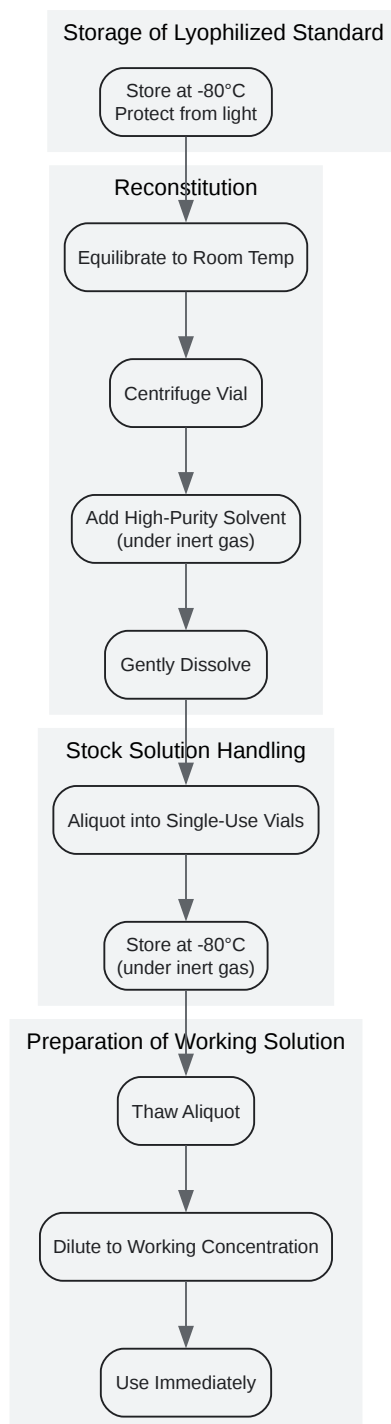 Storage of Lyophilized Standard
Store at -80°C
Protect from light
Reconstitution
Equilibrate to Room Temp
Centrifuge Vial
Add High-Purity Solvent
(under inert gas)
Gently Dissolve
Stock Solution Handling
Aliquot into Single-Use Vials
Store at -80°C
(under inert gas)
Preparation of Working Solution
Thaw Aliquot
Dilute to Working Concentration
Use Immediately